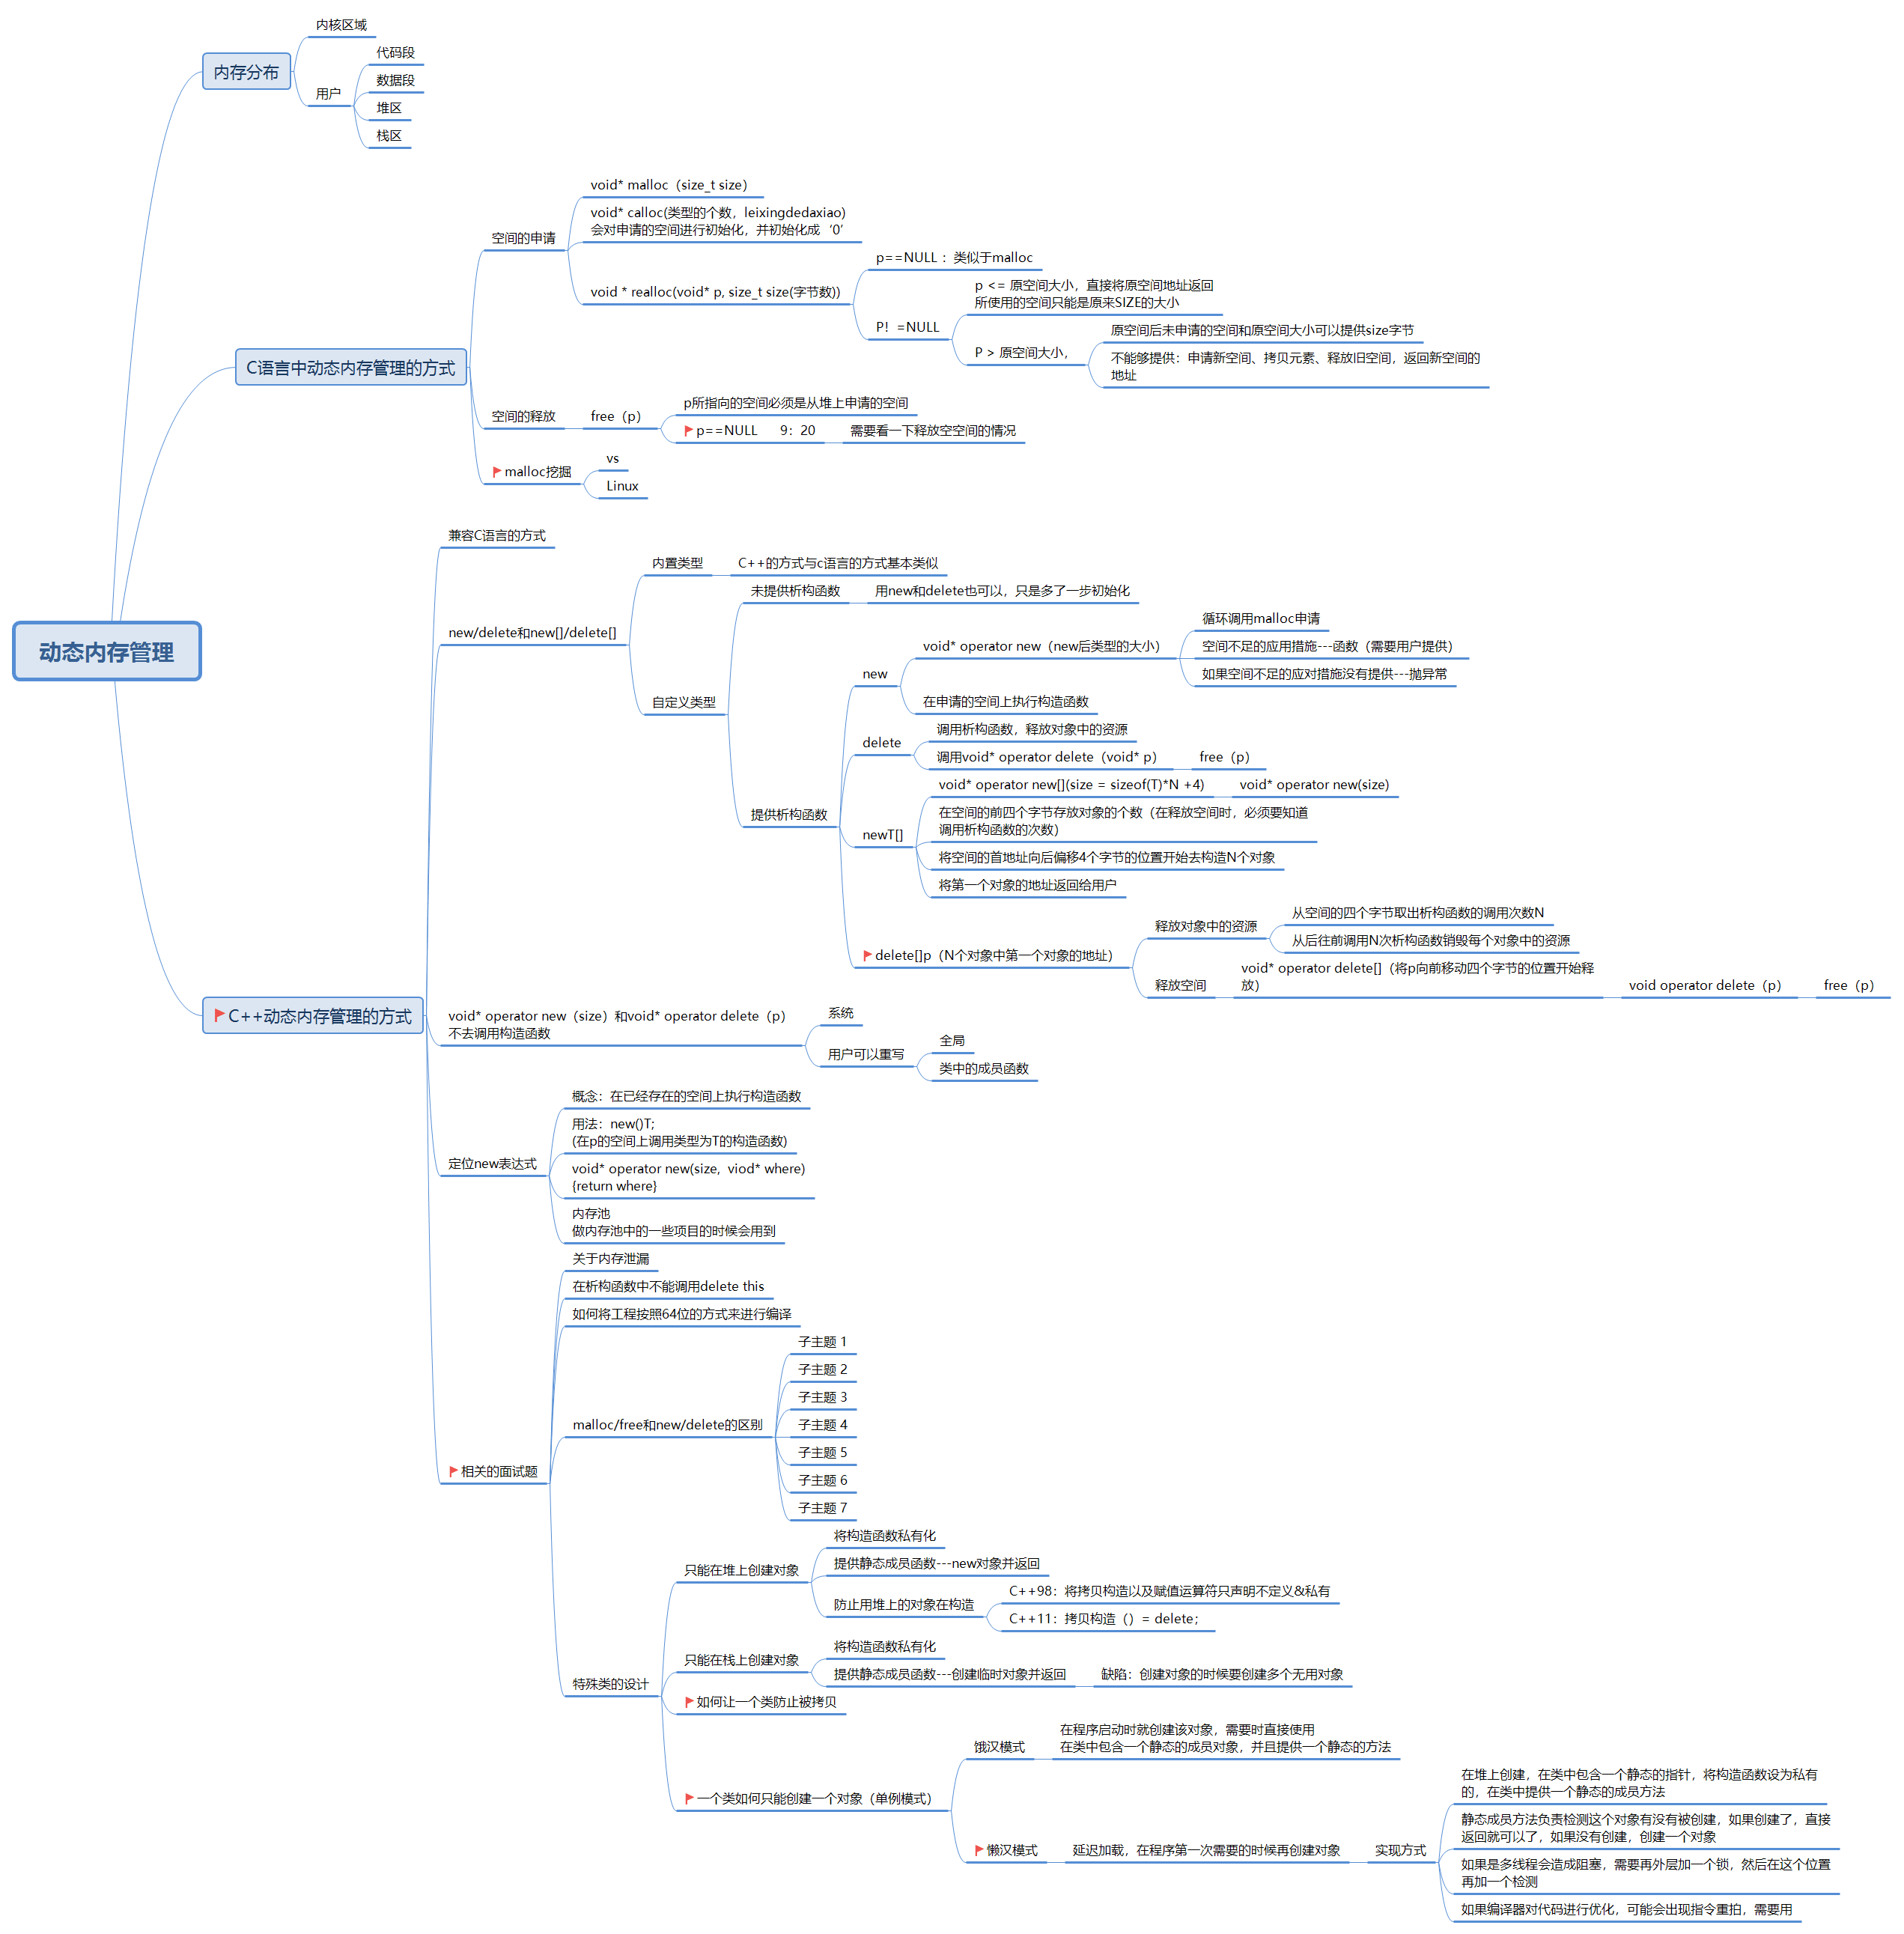 动态内存管理
内存分布
内核区域
用户
代码段
数据段
堆区
栈区
C语言中动态内存管理的方式
空间的申请
void* malloc（size_t size）
void* calloc(类型的个数，leixingdedaxiao)
会对申请的空间进行初始化，并初始化成‘0’
void * realloc(void* p, size_t size(字节数))
p==NULL ：类似于malloc
P！=NULL
p <= 原空间大小，直接将原空间地址返回
所使用的空间只能是原来SIZE的大小
P > 原空间大小，
原空间后未申请的空间和原空间大小可以提供size字节
不能够提供：申请新空间、拷贝元素、释放旧空间，返回新空间的
地址
空间的释放
free（p）
p所指向的空间必须是从堆上申请的空间
p==NULL 9：20
需要看一下释放空空间的情况
malloc挖掘
vs
Linux
C++动态内存管理的方式
兼容C语言的方式
new/delete和new[]/delete[]
内置类型
C++的方式与c语言的方式基本类似
自定义类型
未提供析构函数
用new和delete也可以，只是多了一步初始化
提供析构函数
new
void* operator new（new后类型的大小）
循环调用malloc申请
空间不足的应用措施---函数（需要用户提供）
如果空间不足的应对措施没有提供---抛异常
在申请的空间上执行构造函数
delete
调用析构函数，释放对象中的资源
调用void* operator delete（void* p）
free（p）
newT[]
void* operator new[](size = sizeof(T)*N +4)
void* operator new(size)
在空间的前四个字节存放对象的个数（在释放空间时，必须要知道
调用析构函数的次数）
将空间的首地址向后偏移4个字节的位置开始去构造N个对象
将第一个对象的地址返回给用户
delete[]p（N个对象中第一个对象的地址）
释放对象中的资源
从空间的四个字节取出析构函数的调用次数N
从后往前调用N次析构函数销毁每个对象中的资源
释放空间
void* operator delete[]（将p向前移动四个字节的位置开始释
放）
void operator delete（p）
free（p）
void* operator new（size）和void* operator delete（p）
不去调用构造函数
系统
用户可以重写
全局
类中的成员函数
定位new表达式
概念：在已经存在的空间上执行构造函数
用法：new()T;
(在p的空间上调用类型为T的构造函数)
void* operator new(size，viod* where)
{return where}
内存池
做内存池中的一些项目的时候会用到
相关的面试题
关于内存泄漏
在析构函数中不能调用delete this
如何将工程按照64位的方式来进行编译
malloc/free和new/delete的区别
子主题 1
子主题 2
子主题 3
子主题 4
子主题 5
子主题 6
子主题 7
特殊类的设计
只能在堆上创建对象
将构造函数私有化
提供静态成员函数---new对象并返回
防止用堆上的对象在构造
C++98：将拷贝构造以及赋值运算符只声明不定义&私有
C++11：拷贝构造（）= delete；
只能在栈上创建对象
将构造函数私有化
提供静态成员函数---创建临时对象并返回
缺陷：创建对象的时候要创建多个无用对象
如何让一个类防止被拷贝
一个类如何只能创建一个对象（单例模式）
饿汉模式
在程序启动时就创建该对象，需要时直接使用
在类中包含一个静态的成员对象，并且提供一个静态的方法
懒汉模式
延迟加载，在程序第一次需要的时候再创建对象
实现方式
在堆上创建，在类中包含一个静态的指针，将构造函数设为私有
的，在类中提供一个静态的成员方法
静态成员方法负责检测这个对象有没有被创建，如果创建了，直接
返回就可以了，如果没有创建，创建一个对象
如果是多线程会造成阻塞，需要再外层加一个锁，然后在这个位置
再加一个检测
如果编译器对代码进行优化，可能会出现指令重拍，需要用